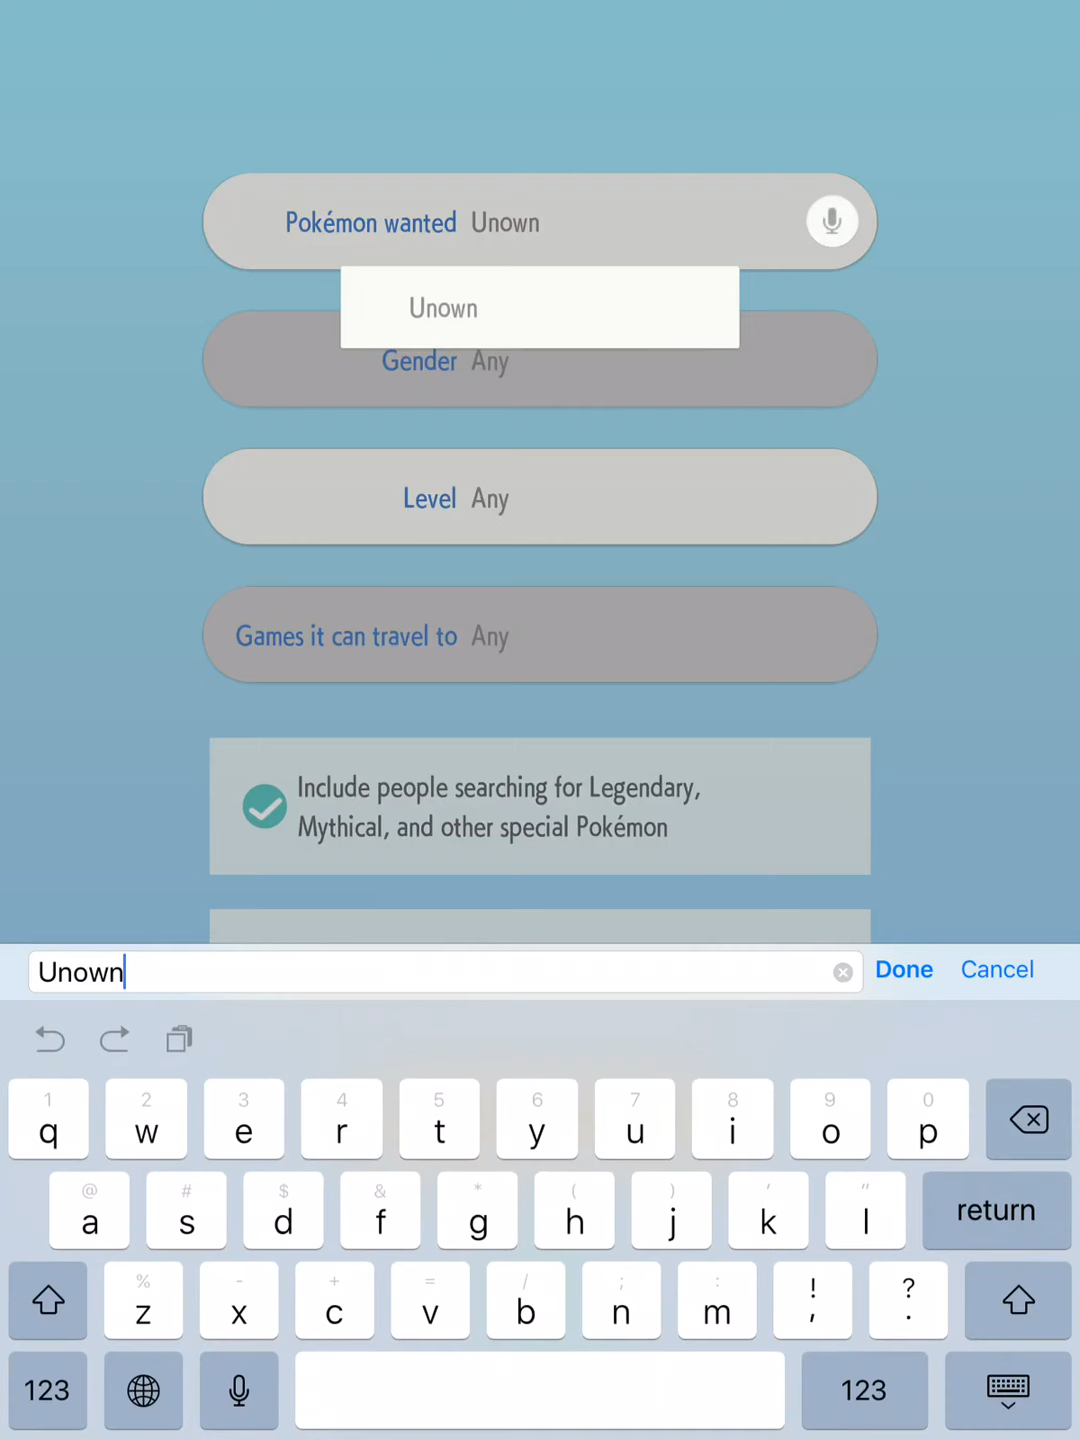 Pokémon wanted Unown
Unown
Gender Any
Level Any
Games it can travel to Any
Include people searching for Legendary,
Mythical, and other special Pokémon
Unown Done Cancel
1 2 3 4 5 6 7 8 9 0
q w e r t y u i o p
@ # $ & * ( ) ' "
a s d f g h j k l return
% - + = / ; : ! ?
z x c v b n m , .
123 123